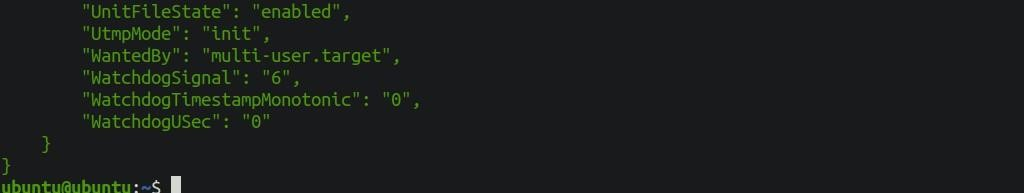 "UnitFileState": "enabled",
"UtmpMode": "init",
"WantedBy": "multi-user.target",
"WatchdogSignal": "6",
"WatchdogTimestampMonotonic": "0",
"WatchdogUSec": "0"
}
}
ubuntu@ubuntu:~$